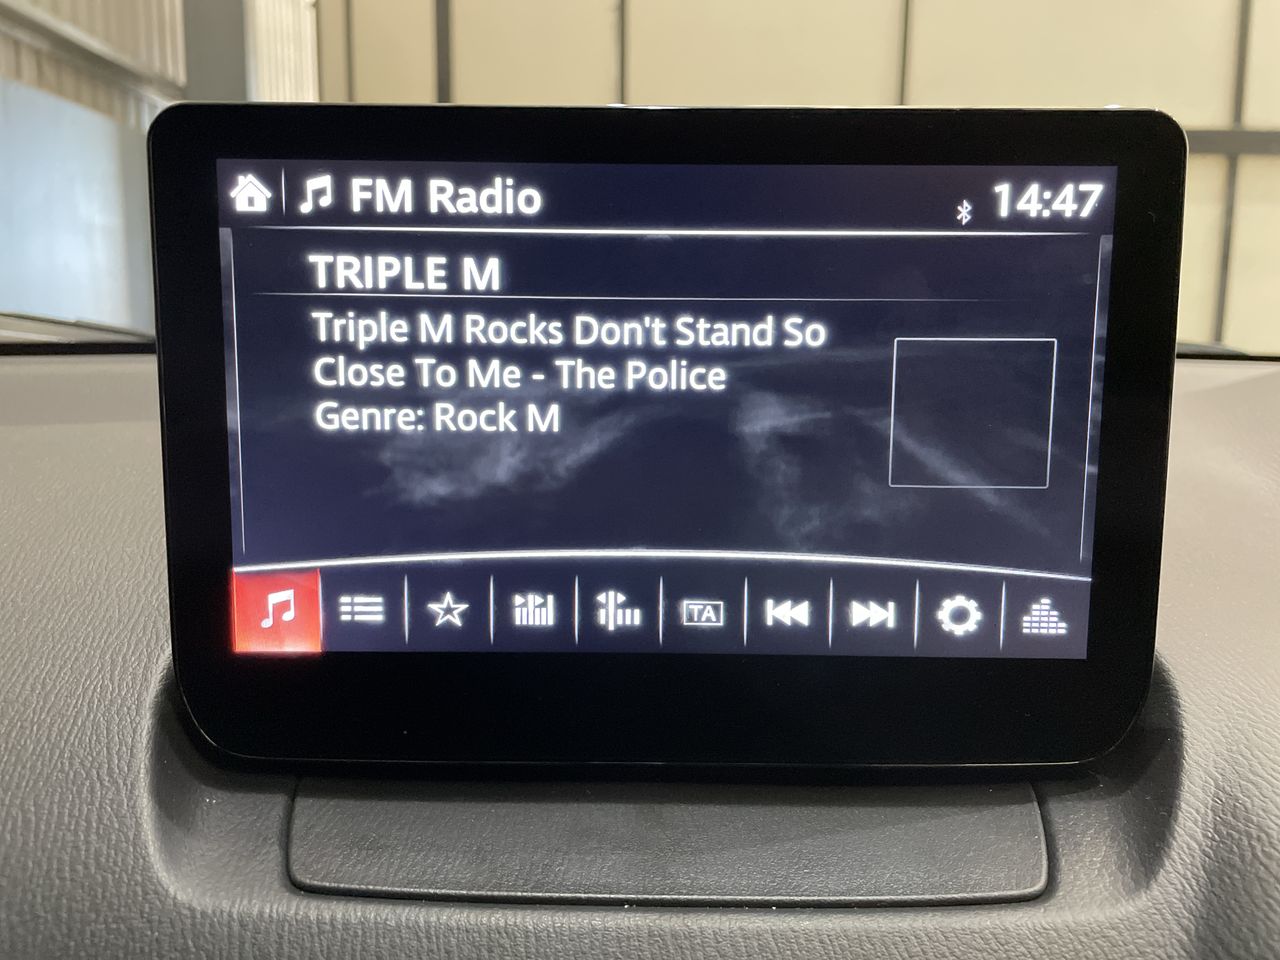 FM Radio
14:47
TRIPLE M
Triple M Rocks Don't Stand So
Close To Me - The Police
Genre: Rock M
TA